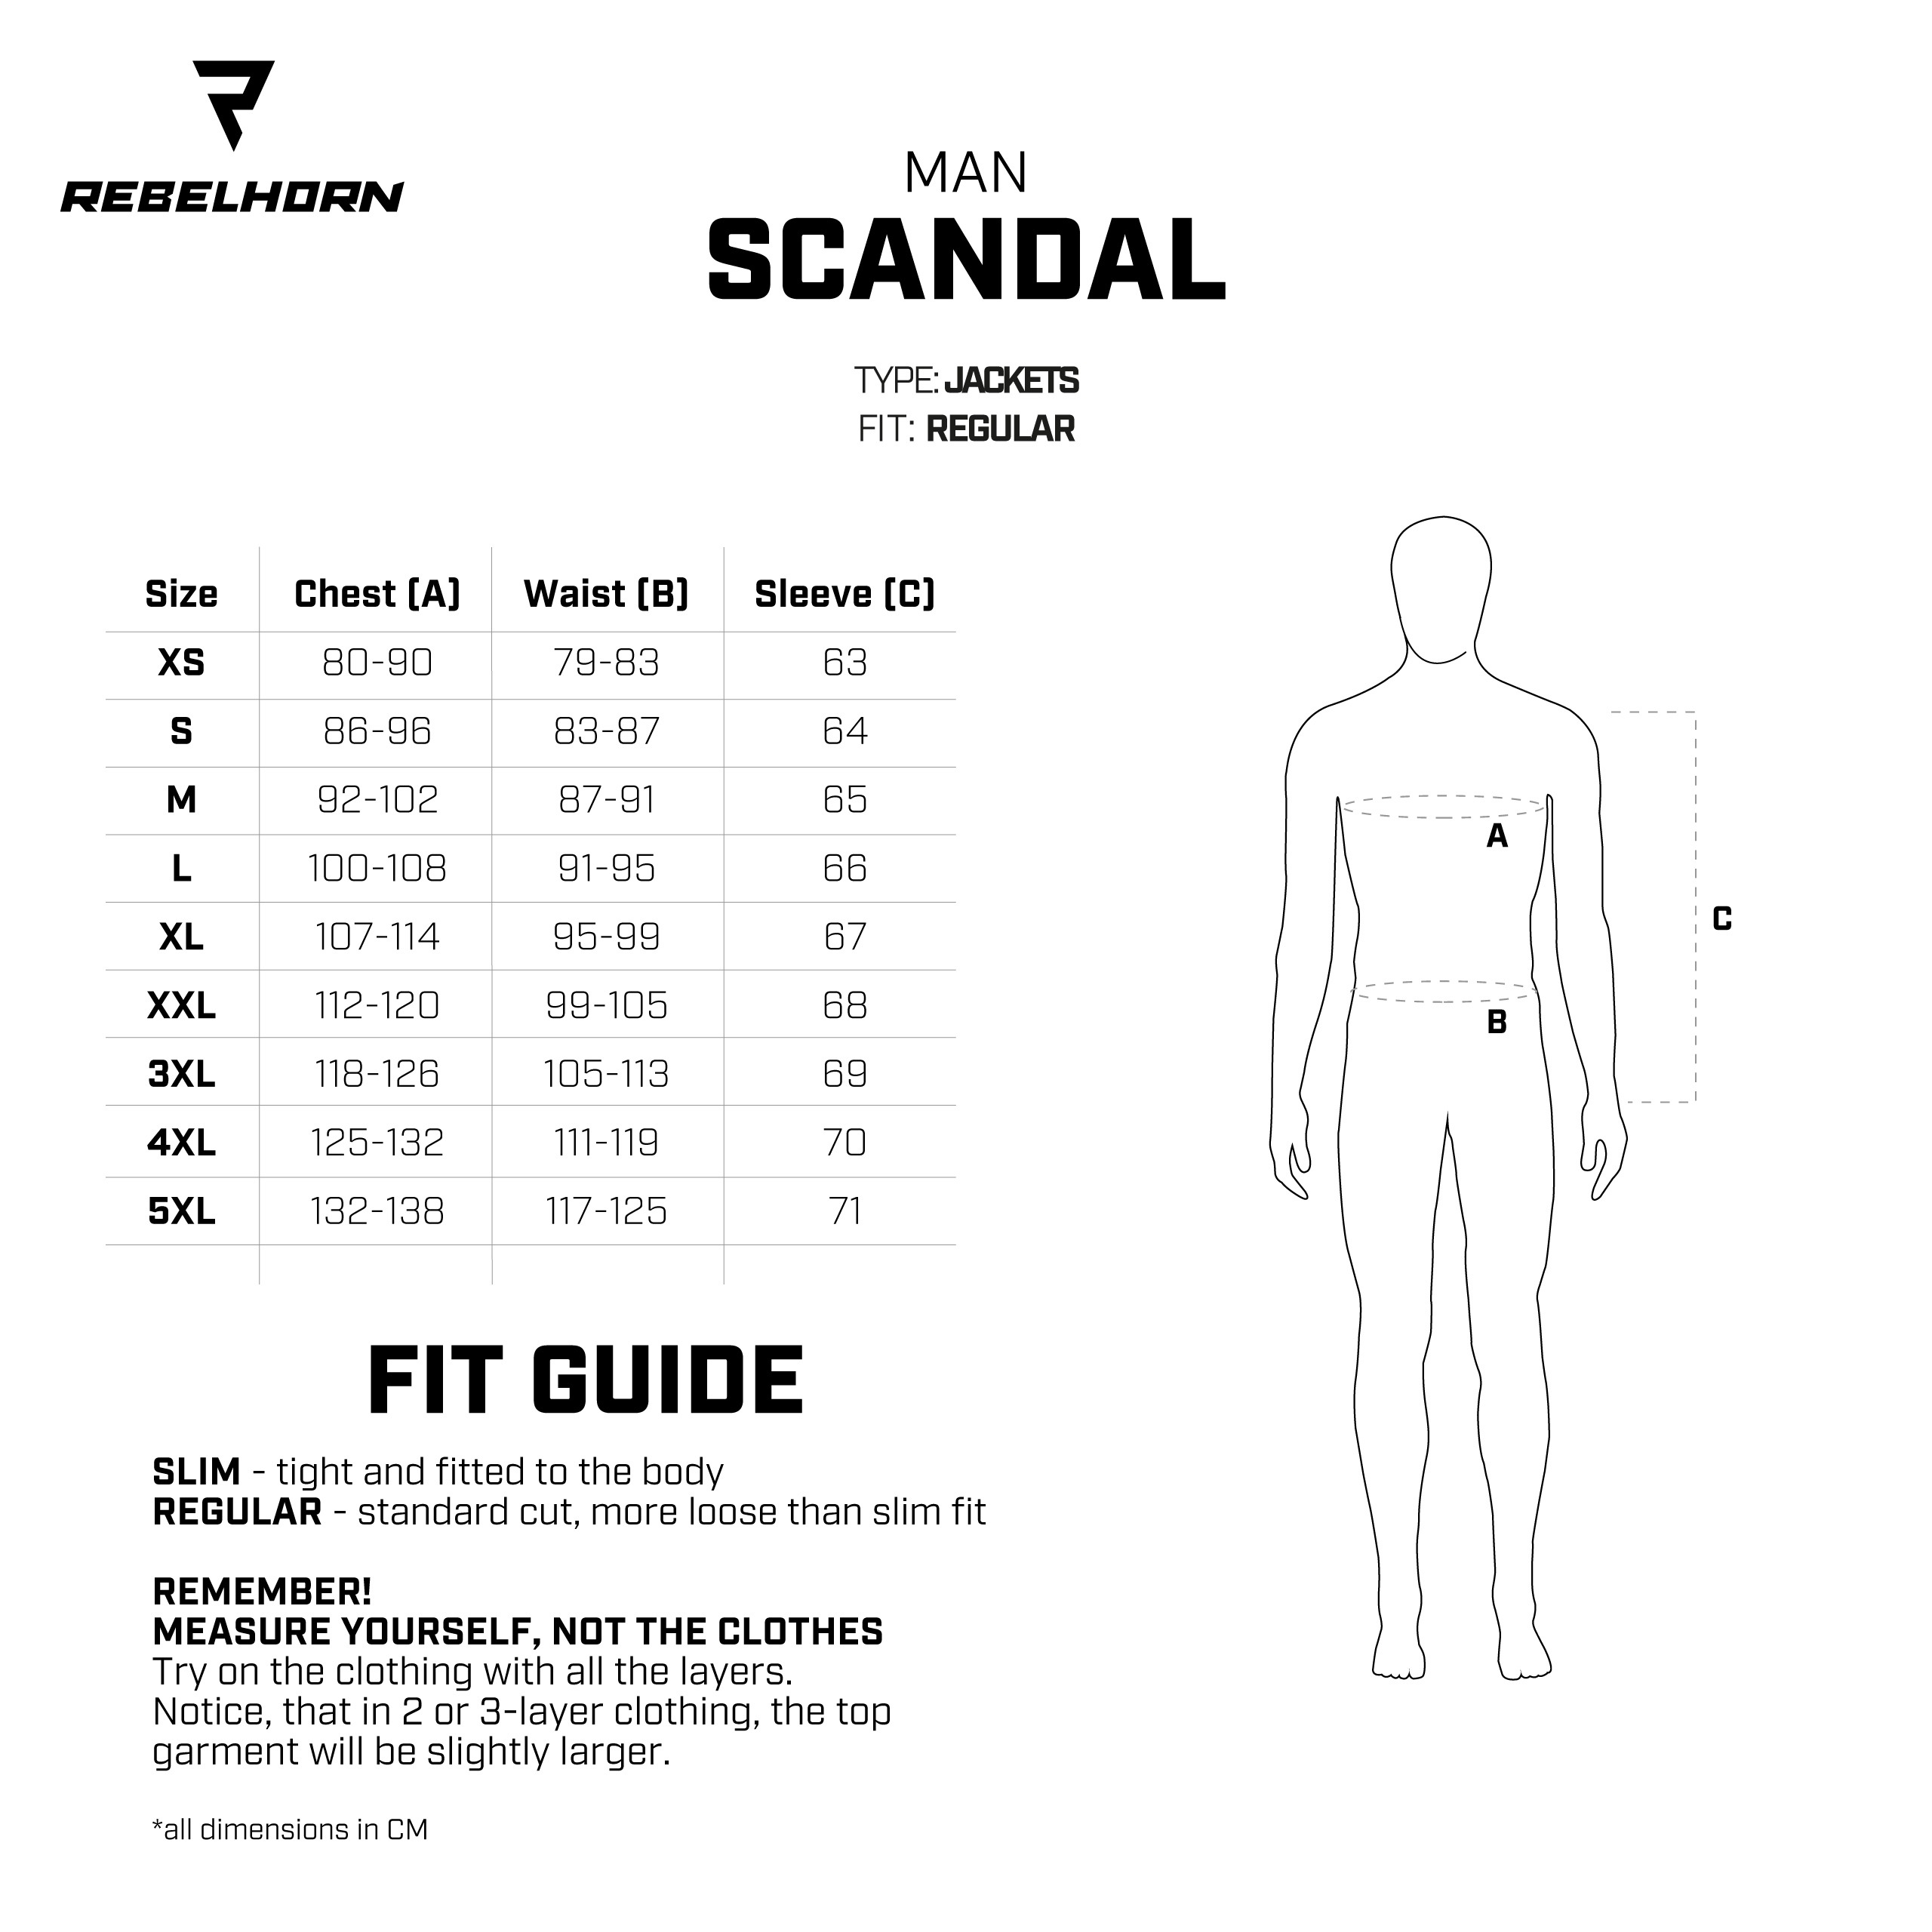 REBELHORN
MAN
SCANDAL
TYPE: JACKETS
FIT: REGULAR
Size Chest (A) Waist (B) Sleeve (C)
XS 80-90 79-83 63
S 86-96 83-87 64
M 92-102 87-91 65
L 100-108 91-95 66
XL 107-114 95-99 67
XXL 112-120 99-105 68
3XL 118-126 105-113 69
4XL 125-132 111-119 70
5XL 132-138 117-125 71
A
C
B
FIT GUIDE
SLIM - tight and fitted to the body
REGULAR - standard cut, more loose than slim fit
REMEMBER!
MEASURE YOURSELF, NOT THE CLOTHES
Try on the clothing with all the layers.
Notice, that in 2 or 3-layer clothing, the top
garment will be slightly larger.
*all dimensions in CM